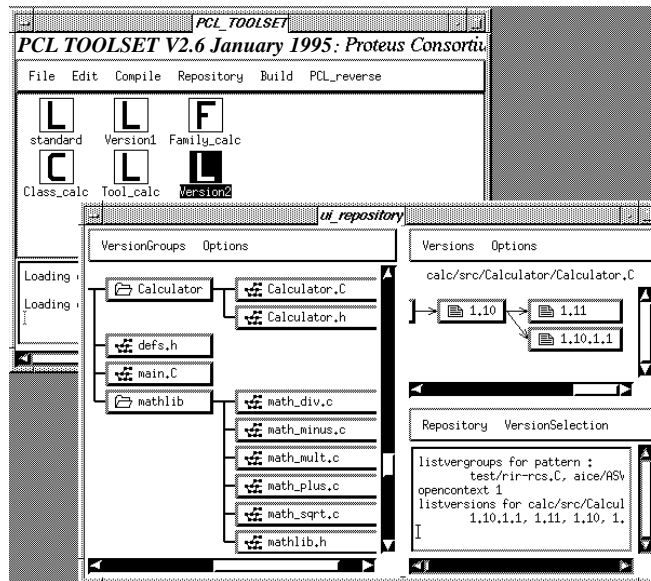 PCL_TOOLSET
PCL TOOLSET V2.6 January 1995: Proteus Consortiu
File Edit Compile Repository Build PCL_reverse
L L F
standard Version1 Family_calc
C L L
Class_calc Tool_calc Version2
Loading
Loading
ui_repository
VersionGroups Options
Calculator
Calculator.C
Calculator.h
defs.h
main.C
mathlib
math_div.c
math_minus.c
math_mult.c
math_plus.c
math_sqrt.c
mathlib.h
Versions Options
calc/src/Calculator/Calculator.C
1.10 1.11
1.10.1.1
Repository VersionSelection
listvergroups for pattern :
test/rir-rcs.C, aice/ASW
opencontext 1
listversions for calc/src/Calcul
1.10.1.1, 1.11, 1.10, 1.